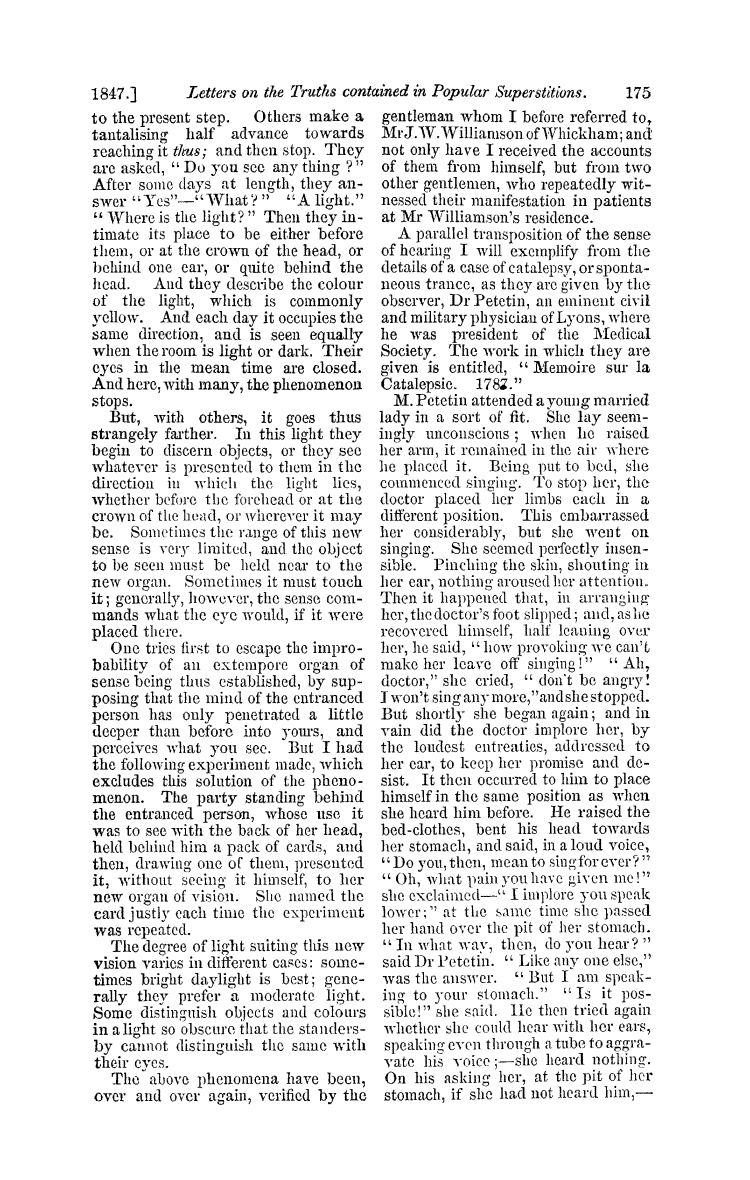 1847.] Letters on the Truths contained in Popular Superstitions. 175
to the present step. Others make a
tantalising half advance towards
reaching it thus; and then stop. They
are asked, " Do you see any thing ?"
After some days at length, they an-
swer "Yes"—"What?" "A light."
" Where is the light?" Then they in-
timate its place to be either before
them, or at the crown of the head, or
behind one ear, or quite behind the
head. And they describe the colour
of the light, which is commonly
yellow. And each day it occupies the
same direction, and is seen equally
when the room is light or dark. Their
eyes in the mean time are closed.
And here, with many, the phenomenon
stops.
But, with others, it goes thus
strangely farther. In this light they
begin to discern objects, or they see
whatever is presented to them in the
direction in which the light lies,
whether before the forehead or at the
crown of the head, or wherever it may
be. Sometimes the range of this new
sense is very limited, and the object
to be seen must be held near to the
new organ. Sometimes it must touch
it; generally, however, the sense com-
mands what the eye would, if it were
placed there.
One tries first to escape the impro-
bability of an extempore organ of
sense being thus established, by sup-
posing that the mind of the entranced
person has only penetrated a little
deeper than before into yours, and
perceives what you see. But I had
the following experiment made, which
excludes this solution of the pheno-
menon. The party standing behind
the entranced person, whose use it
was to see with the back of her head,
held behind him a pack of cards, and
then, drawing one of them, presented
it, without seeing it himself, to her
new organ of vision. She named the
card justly each time the experiment
was repeated.
The degree of light suiting this new
vision varies in different cases: some-
times bright daylight is best; gene-
rally they prefer a moderate light.
Some distinguish objects and colours
in a light so obscure that the standers-
by cannot distinguish the same with
their eyes.
The above phenomena have been,
over and over again, verified by the
gentleman whom I before referred to,
Mr J. W. Williamson of Whickham; and
not only have I received the accounts
of them from himself, but from two
other gentlemen, who repeatedly wit-
nessed their manifestation in patients
at Mr Williamson's residence.
A parallel transposition of the sense
of hearing I will exemplify from the
details of a case of catalepsy, or sponta-
neous trance, as they are given by the
observer, Dr Petetin, an eminent civil
and military physician of Lyons, where
he was president of the Medical
Society. The work in which they are
given is entitled, " Memoire sur la
Catalepsie. 1787."
M. Petetin attended a young married
lady in a sort of fit. She lay seem-
ingly unconscious ; when he raised
her arm, it remained in the air where
he placed it. Being put to bed, she
commenced singing. To stop her, the
doctor placed her limbs each in a
different position. This embarrassed
her considerably, but she went on
singing. She seemed perfectly insen-
sible. Pinching the skin, shouting in
her ear, nothing aroused her attention.
Then it happened that, in arranging
her, the doctor's foot slipped ; and, as he
recovered himself, half leaning over
her, he said, "how provoking we can't
make her leave off singing!" " Ah,
doctor," she cried, " don't be angry!
I won't sing any more," and she stopped.
But shortly she began again; and in
vain did the doctor implore her, by
the loudest entreaties, addressed to
her ear, to keep her promise and de-
sist. It then occurred to him to place
himself in the same position as when
she heard him before. He raised the
bed-clothes, bent his head towards
her stomach, and said, in a loud voice,
"Do you, then, mean to sing for ever?"
" Oh, what pain you have given me!"
she exclaimed—" I implore you speak
lower;" at the same time she passed
her hand over the pit of her stomach.
" In what way, then, do you hear? "
said Dr Petetin. " Like any one else,"
was the answer. " But I am speak-
ing to your stomach." " Is it pos-
sible!" she said. He then tried again
whether she could hear with her ears,
speaking even through a tube to aggra-
vate his voice;—she heard nothing.
On his asking her, at the pit of her
stomach, if she had not heard him,—